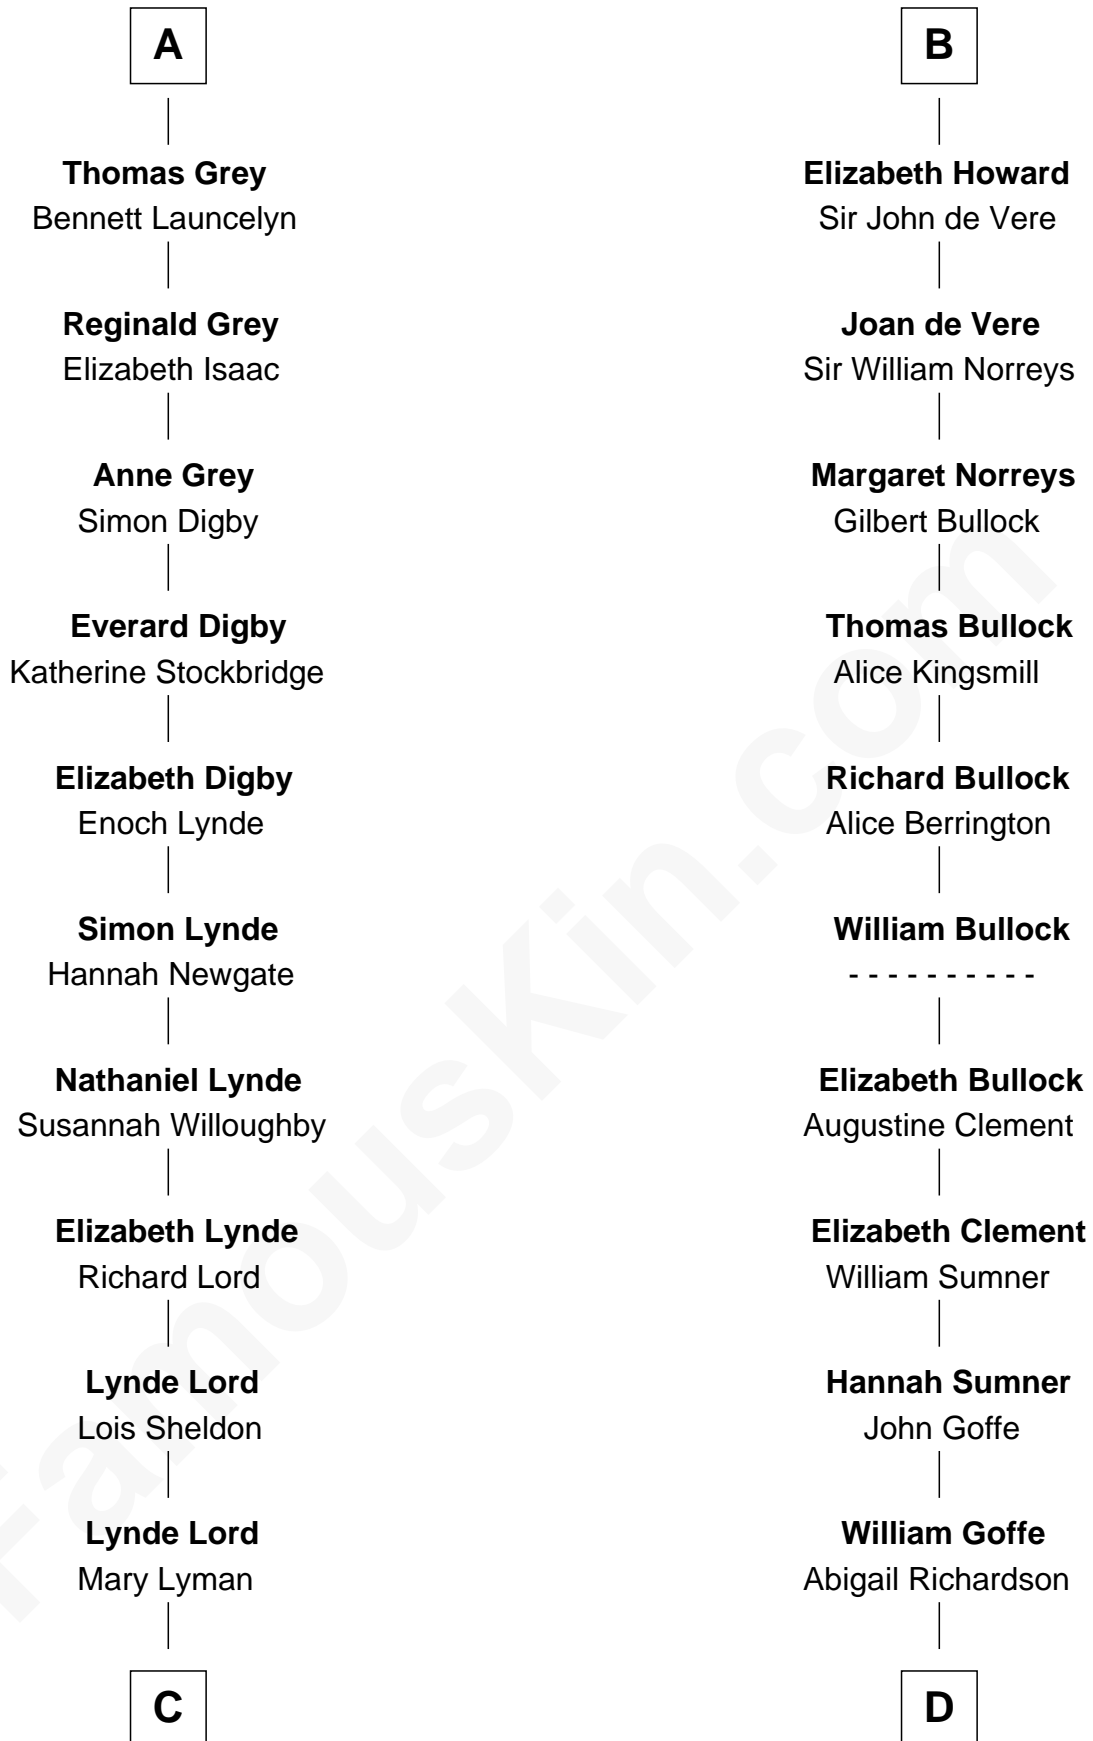 A
Thomas Grey
Bennett Launcelyn
Reginald Grey
Elizabeth Isaac
Anne Grey
Simon Digby
Everard Digby
Katherine Stockbridge
Elizabeth Digby
Enoch Lynde
Simon Lynde
Hannah Newgate
Nathaniel Lynde
Susannah Willoughby
Elizabeth Lynde
Richard Lord
Lynde Lord
Lois Sheldon
Lynde Lord
Mary Lyman
C
B
Elizabeth Howard
Sir John de Vere
Joan de Vere
Sir William Norreys
Margaret Norreys
Gilbert Bullock
Thomas Bullock
Alice Kingsmill
Richard Bullock
Alice Berrington
William Bullock
- - - - - - - - - -
Elizabeth Bullock
Augustine Clement
Elizabeth Clement
William Sumner
Hannah Sumner
John Goffe
William Goffe
Abigail Richardson
D
FamousKin.com